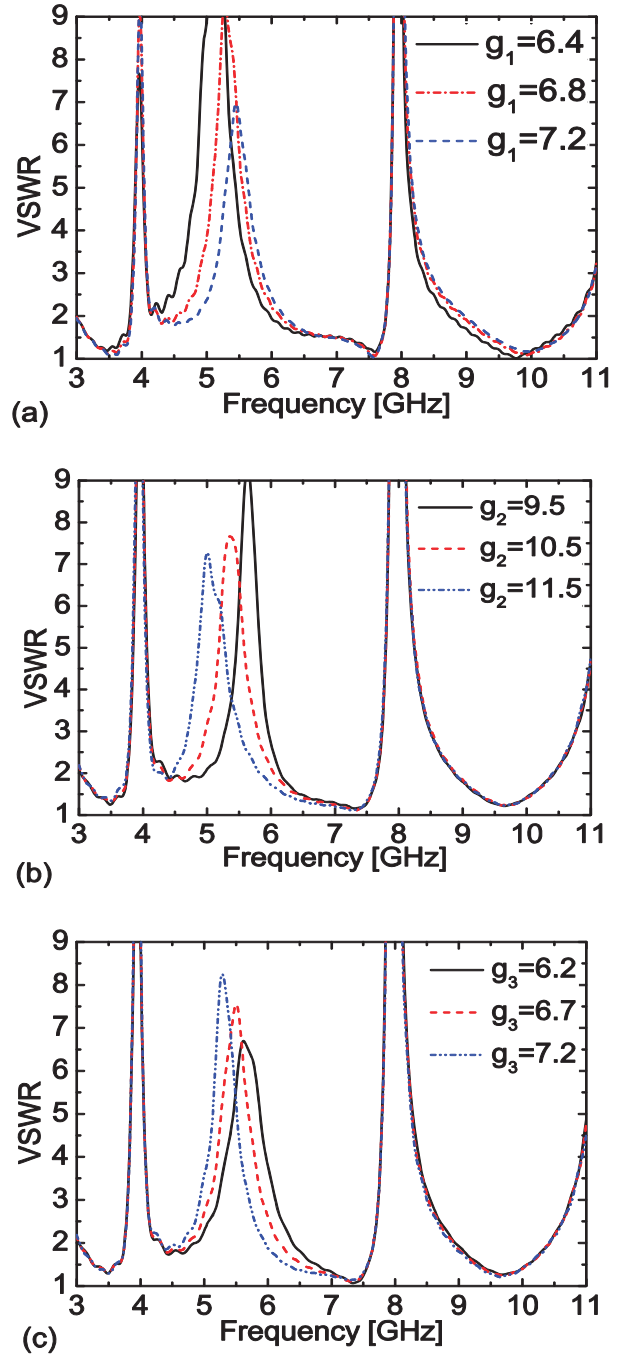 9
8
7
6
5
4
3
2
1
VSWR
g₁=6.4
g₁=6.8
g₁=7.2
3 4 5 6 7 8 9 10 11
Frequency [GHz]
(a)
9
8
7
6
5
4
3
2
1
VSWR
g₂=9.5
g₂=10.5
g₂=11.5
3 4 5 6 7 8 9 10 11
Frequency [GHz]
(b)
9
8
7
6
5
4
3
2
1
VSWR
g₃=6.2
g₃=6.7
g₃=7.2
3 4 5 6 7 8 9 10 11
Frequency [GHz]
(c)